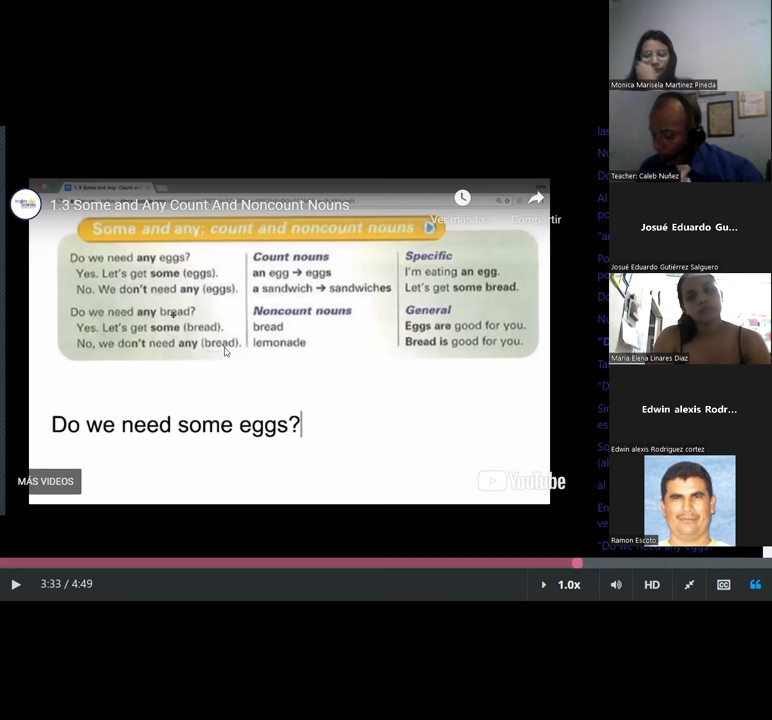 1.3 Some and Any Count And Noncount Nouns
Ver más ta...
Compartir
Some and any; count and noncount nouns
Do we need any eggs?
Yes. Let's get some (eggs).
No. We don't need any (eggs).
Do we need any bread?
Yes. Let's get some (bread).
No, we don't need any (bread).
Count nouns
an egg → eggs
a sandwich → sandwiches
Noncount nouns
bread
lemonade
Specific
I'm eating an egg.
Let's get some bread.
General
Eggs are good for you.
Bread is good for you.
Do we need some eggs?
MÁS VIDEOS
YouTube
3:33 / 4:49
1.0x
HD
CC
Monica Marisela Martinez Pineda
Teacher: Caleb Nuñez
Josué Eduardo Gu...
Josué Eduardo Gutiérrez Salguero
Maria Elena Linares Diaz
Edwin alexis Rodr...
Edwin alexis Rodriguez cortez
Ramon Escoto